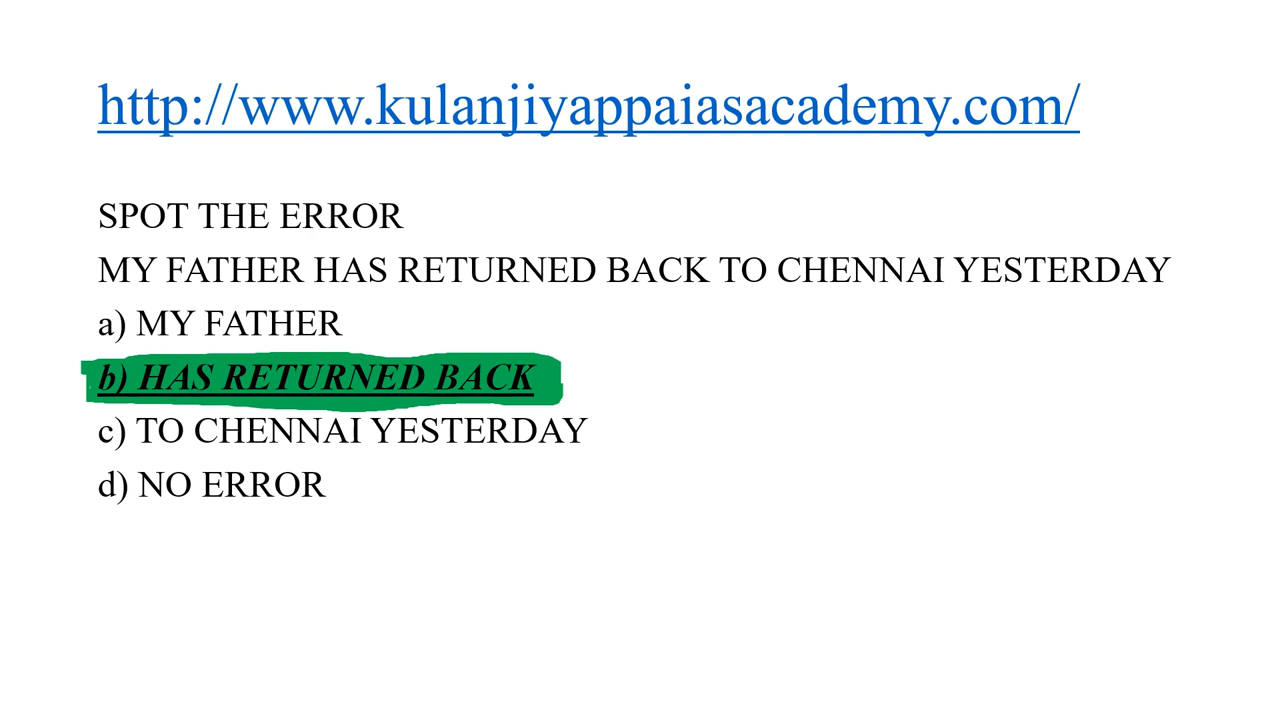 http://www.kulanjiyappaiasacademy.com/
SPOT THE ERROR
MY FATHER HAS RETURNED BACK TO CHENNAI YESTERDAY
a) MY FATHER
b) HAS RETURNED BACK
c) TO CHENNAI YESTERDAY
d) NO ERROR